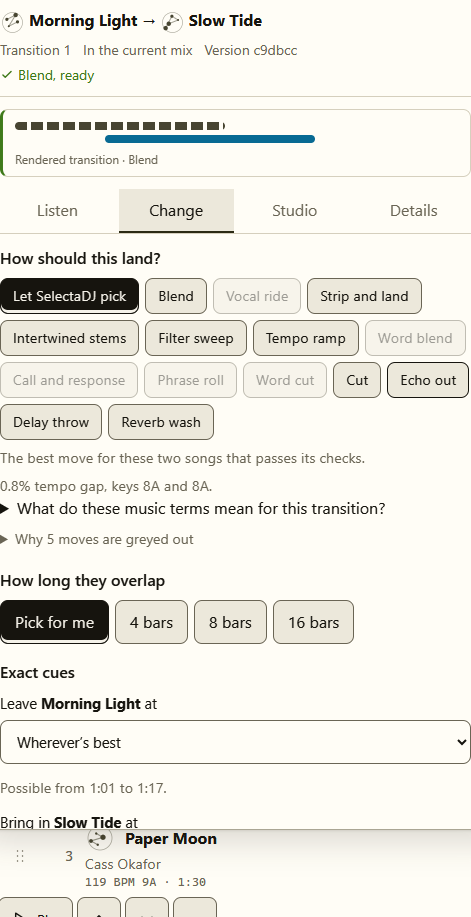 Morning Light → Slow Tide
Transition 1 In the current mix Version c9dbcc
✓ Blend, ready
Rendered transition · Blend
Listen Change Studio Details
How should this land?
Let SelectaDJ pick Blend Vocal ride Strip and land
Intertwined stems Filter sweep Tempo ramp Word blend
Call and response Phrase roll Word cut Cut Echo out
Delay throw Reverb wash
The best move for these two songs that passes its checks.
0.8% tempo gap, keys 8A and 8A.
▶ What do these music terms mean for this transition?
▶ Why 5 moves are greyed out
How long they overlap
Pick for me 4 bars 8 bars 16 bars
Exact cues
Leave Morning Light at
Wherever’s best
Possible from 1:01 to 1:17.
Bring in Slow Tide at
3 Paper Moon
Cass Okafor
119 BPM 9A · 1:30